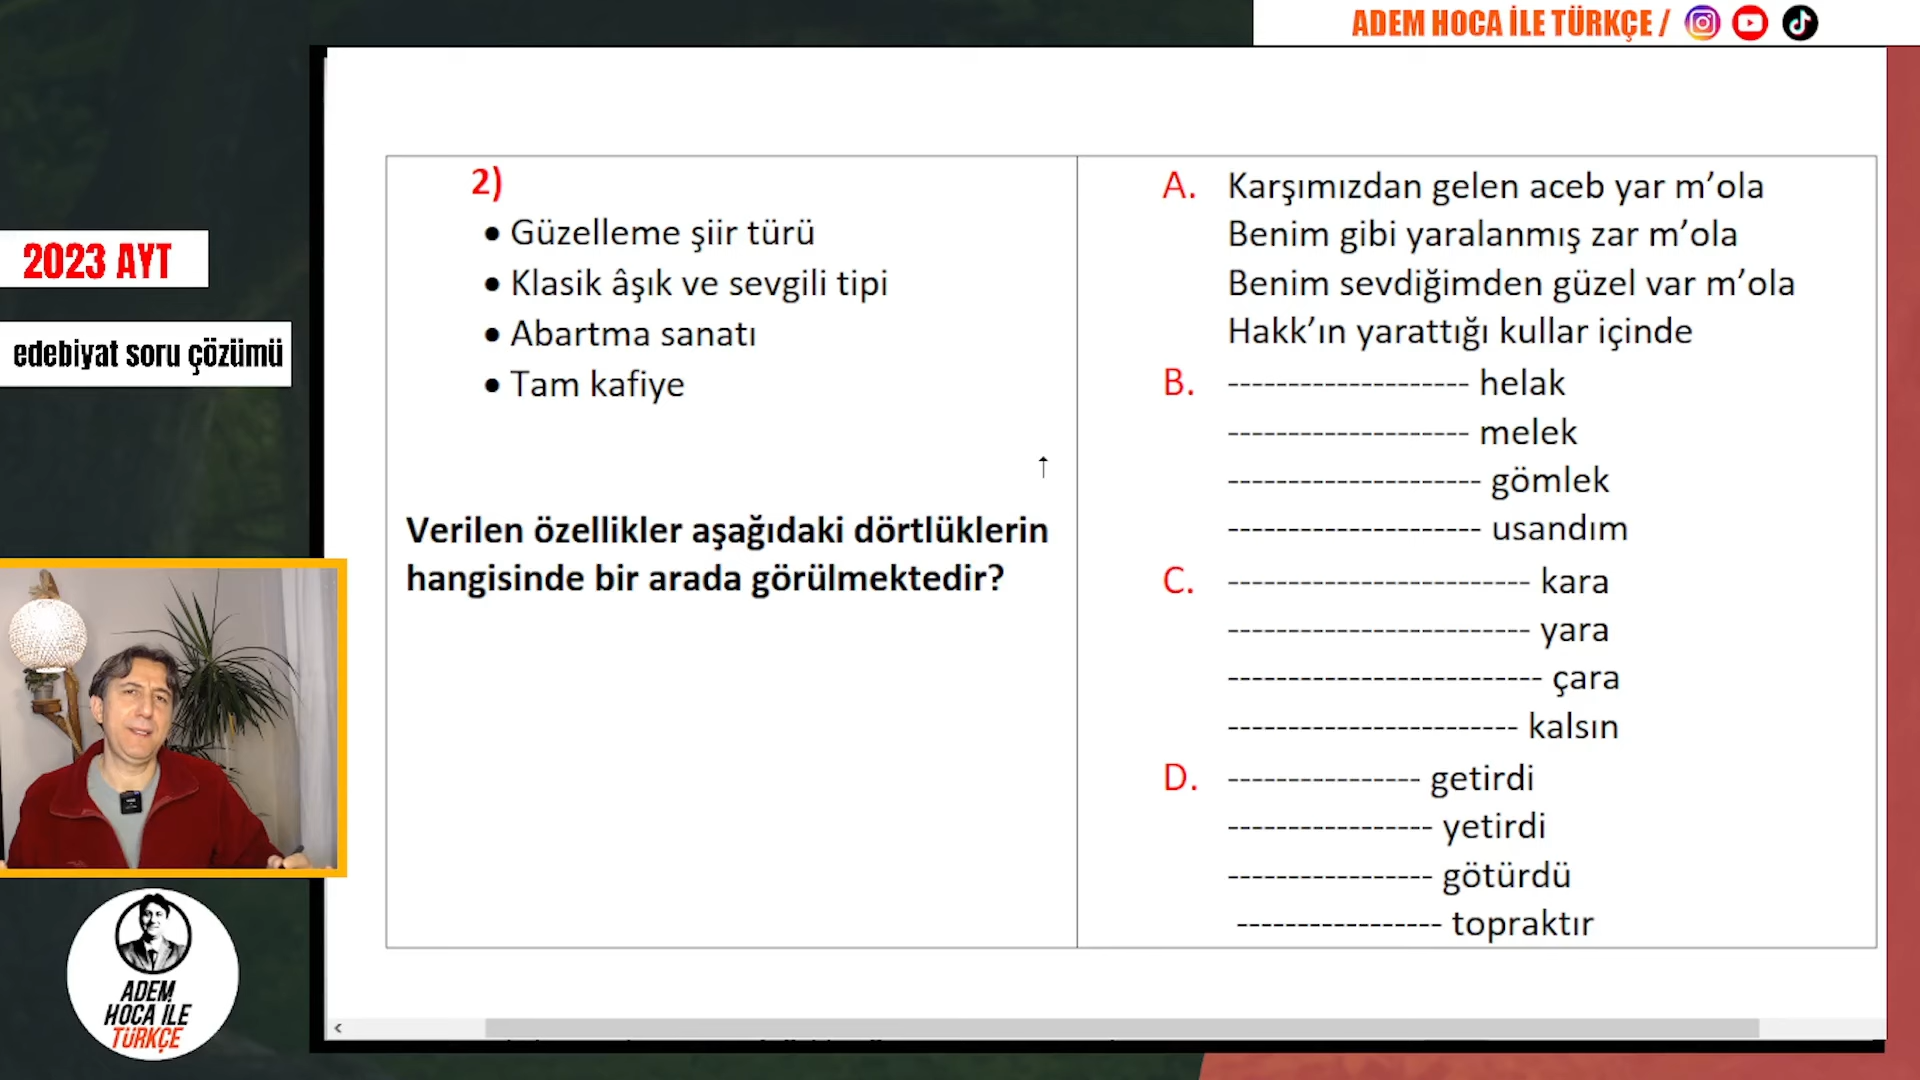 ADEM HOCA İLE TÜRKÇE /
2023 AYT
edebiyat soru çözümü
2)
• Güzelleme şiir türü
• Klasik âşık ve sevgili tipi
• Abartma sanatı
• Tam kafiye
Verilen özellikler aşağıdaki dörtlüklerin
hangisinde bir arada görülmektedir?
A. Karşımızdan gelen aceb yar m’ola
Benim gibi yaralanmış zar m’ola
Benim sevdiğimden güzel var m’ola
Hakk’ın yarattığı kullar içinde
B. -------------------- helak
-------------------- melek
--------------------- gömlek
--------------------- usandım
C. ------------------------- kara
------------------------- yara
-------------------------- çara
------------------------ kalsın
D. ---------------- getirdi
----------------- yetirdi
----------------- götürdü
----------------- topraktır
ADEM
HOCA İLE
TÜRKÇE